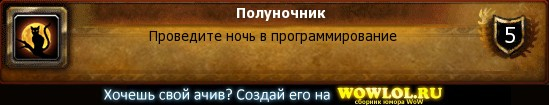 Полуночник
Проведите ночь в программирование
5
Хочешь свой ачив? Создай его на WOWLOL.RU
сборник юмора WoW